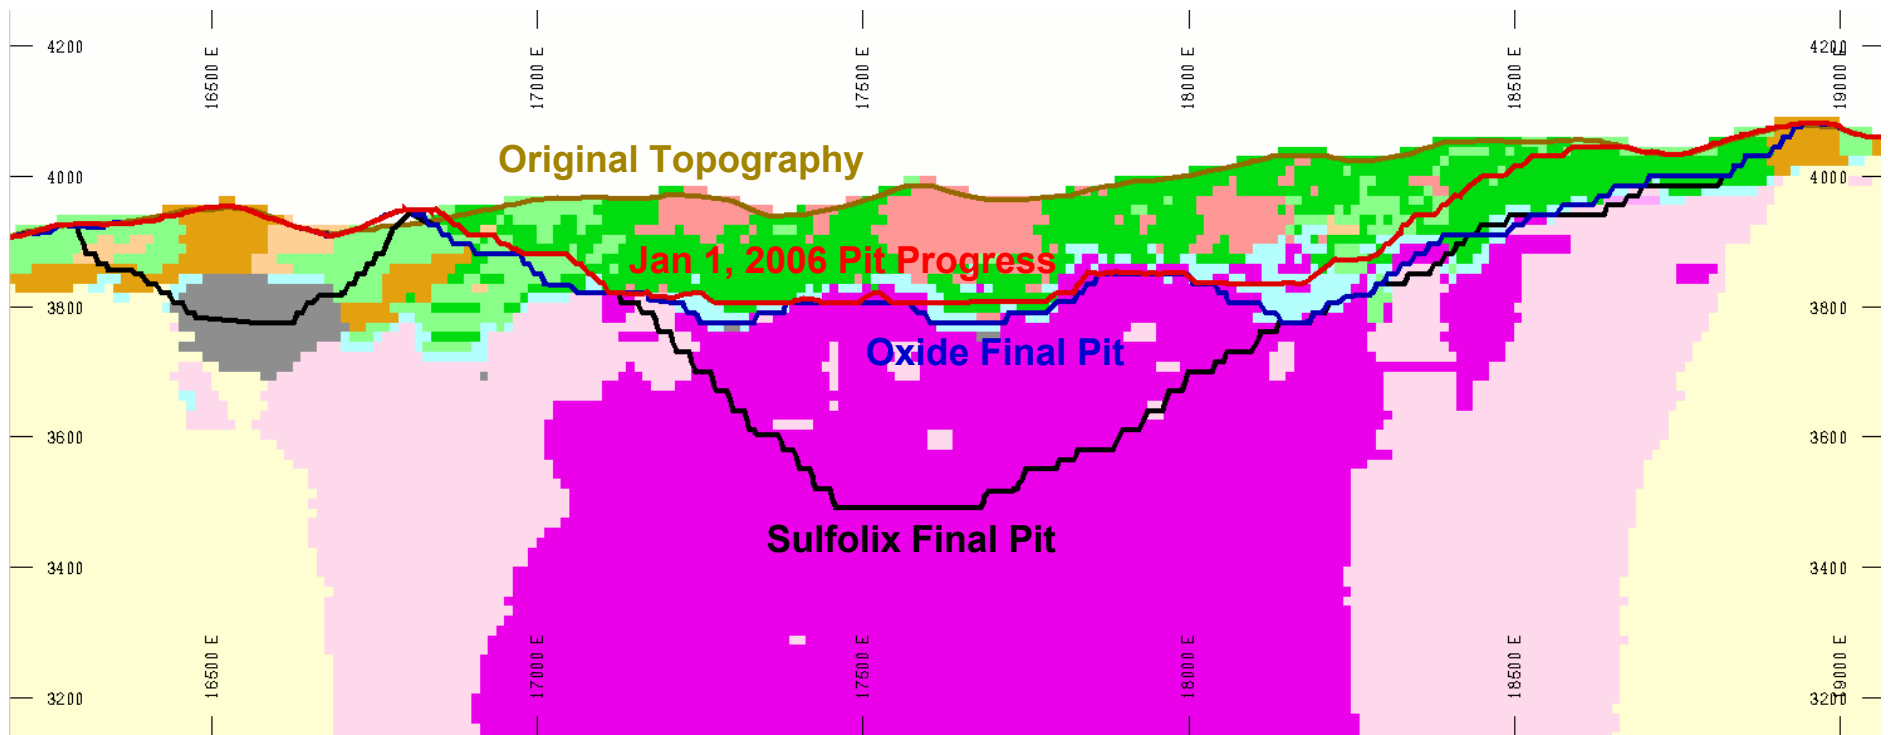 16500 E
17000 E
17500 E
18000 E
18500 E
19000 E
4200
4200
Original Topography
4000
4000
Jan 1, 2006 Pit Progress
3800
3800
Oxide Final Pit
3600
3600
Sulfolix Final Pit
3400
3400
16500 E
17000 E
17500 E
18000 E
18500 E
19000 E
3200
3200